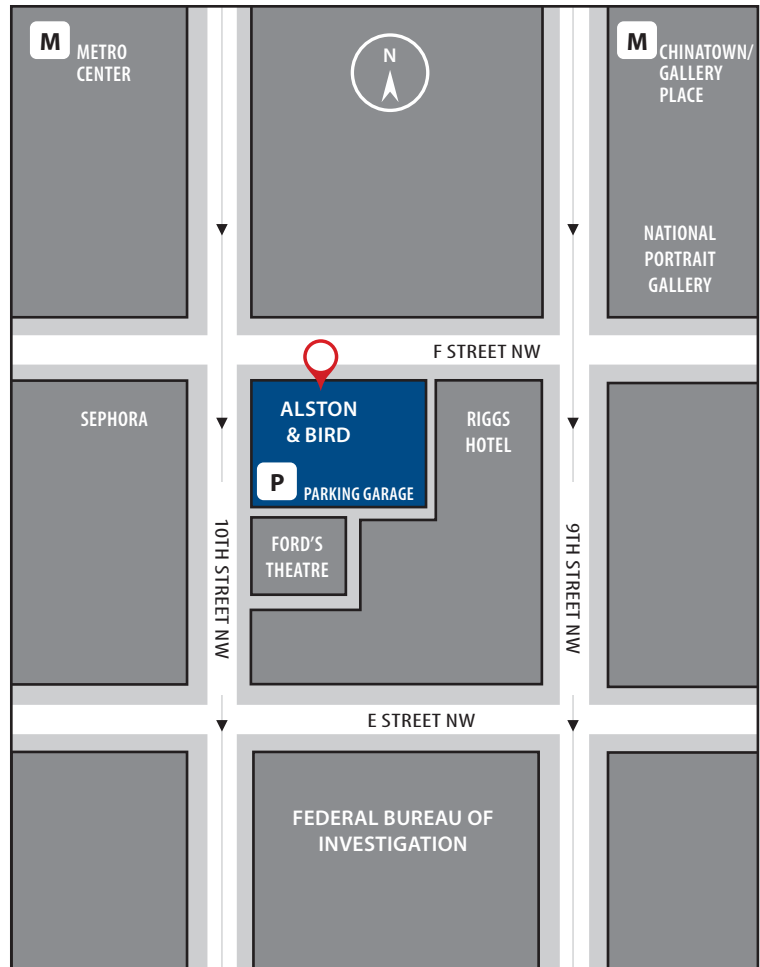 M
METRO
CENTER
N
M
CHINATOWN/
GALLERY
PLACE
NATIONAL
PORTRAIT
GALLERY
F STREET NW
SEPHORA
ALSTON
& BIRD
P
PARKING GARAGE
RIGGS
HOTEL
FORD'S
THEATRE
10TH STREET NW
9TH STREET NW
E STREET NW
FEDERAL BUREAU OF
INVESTIGATION